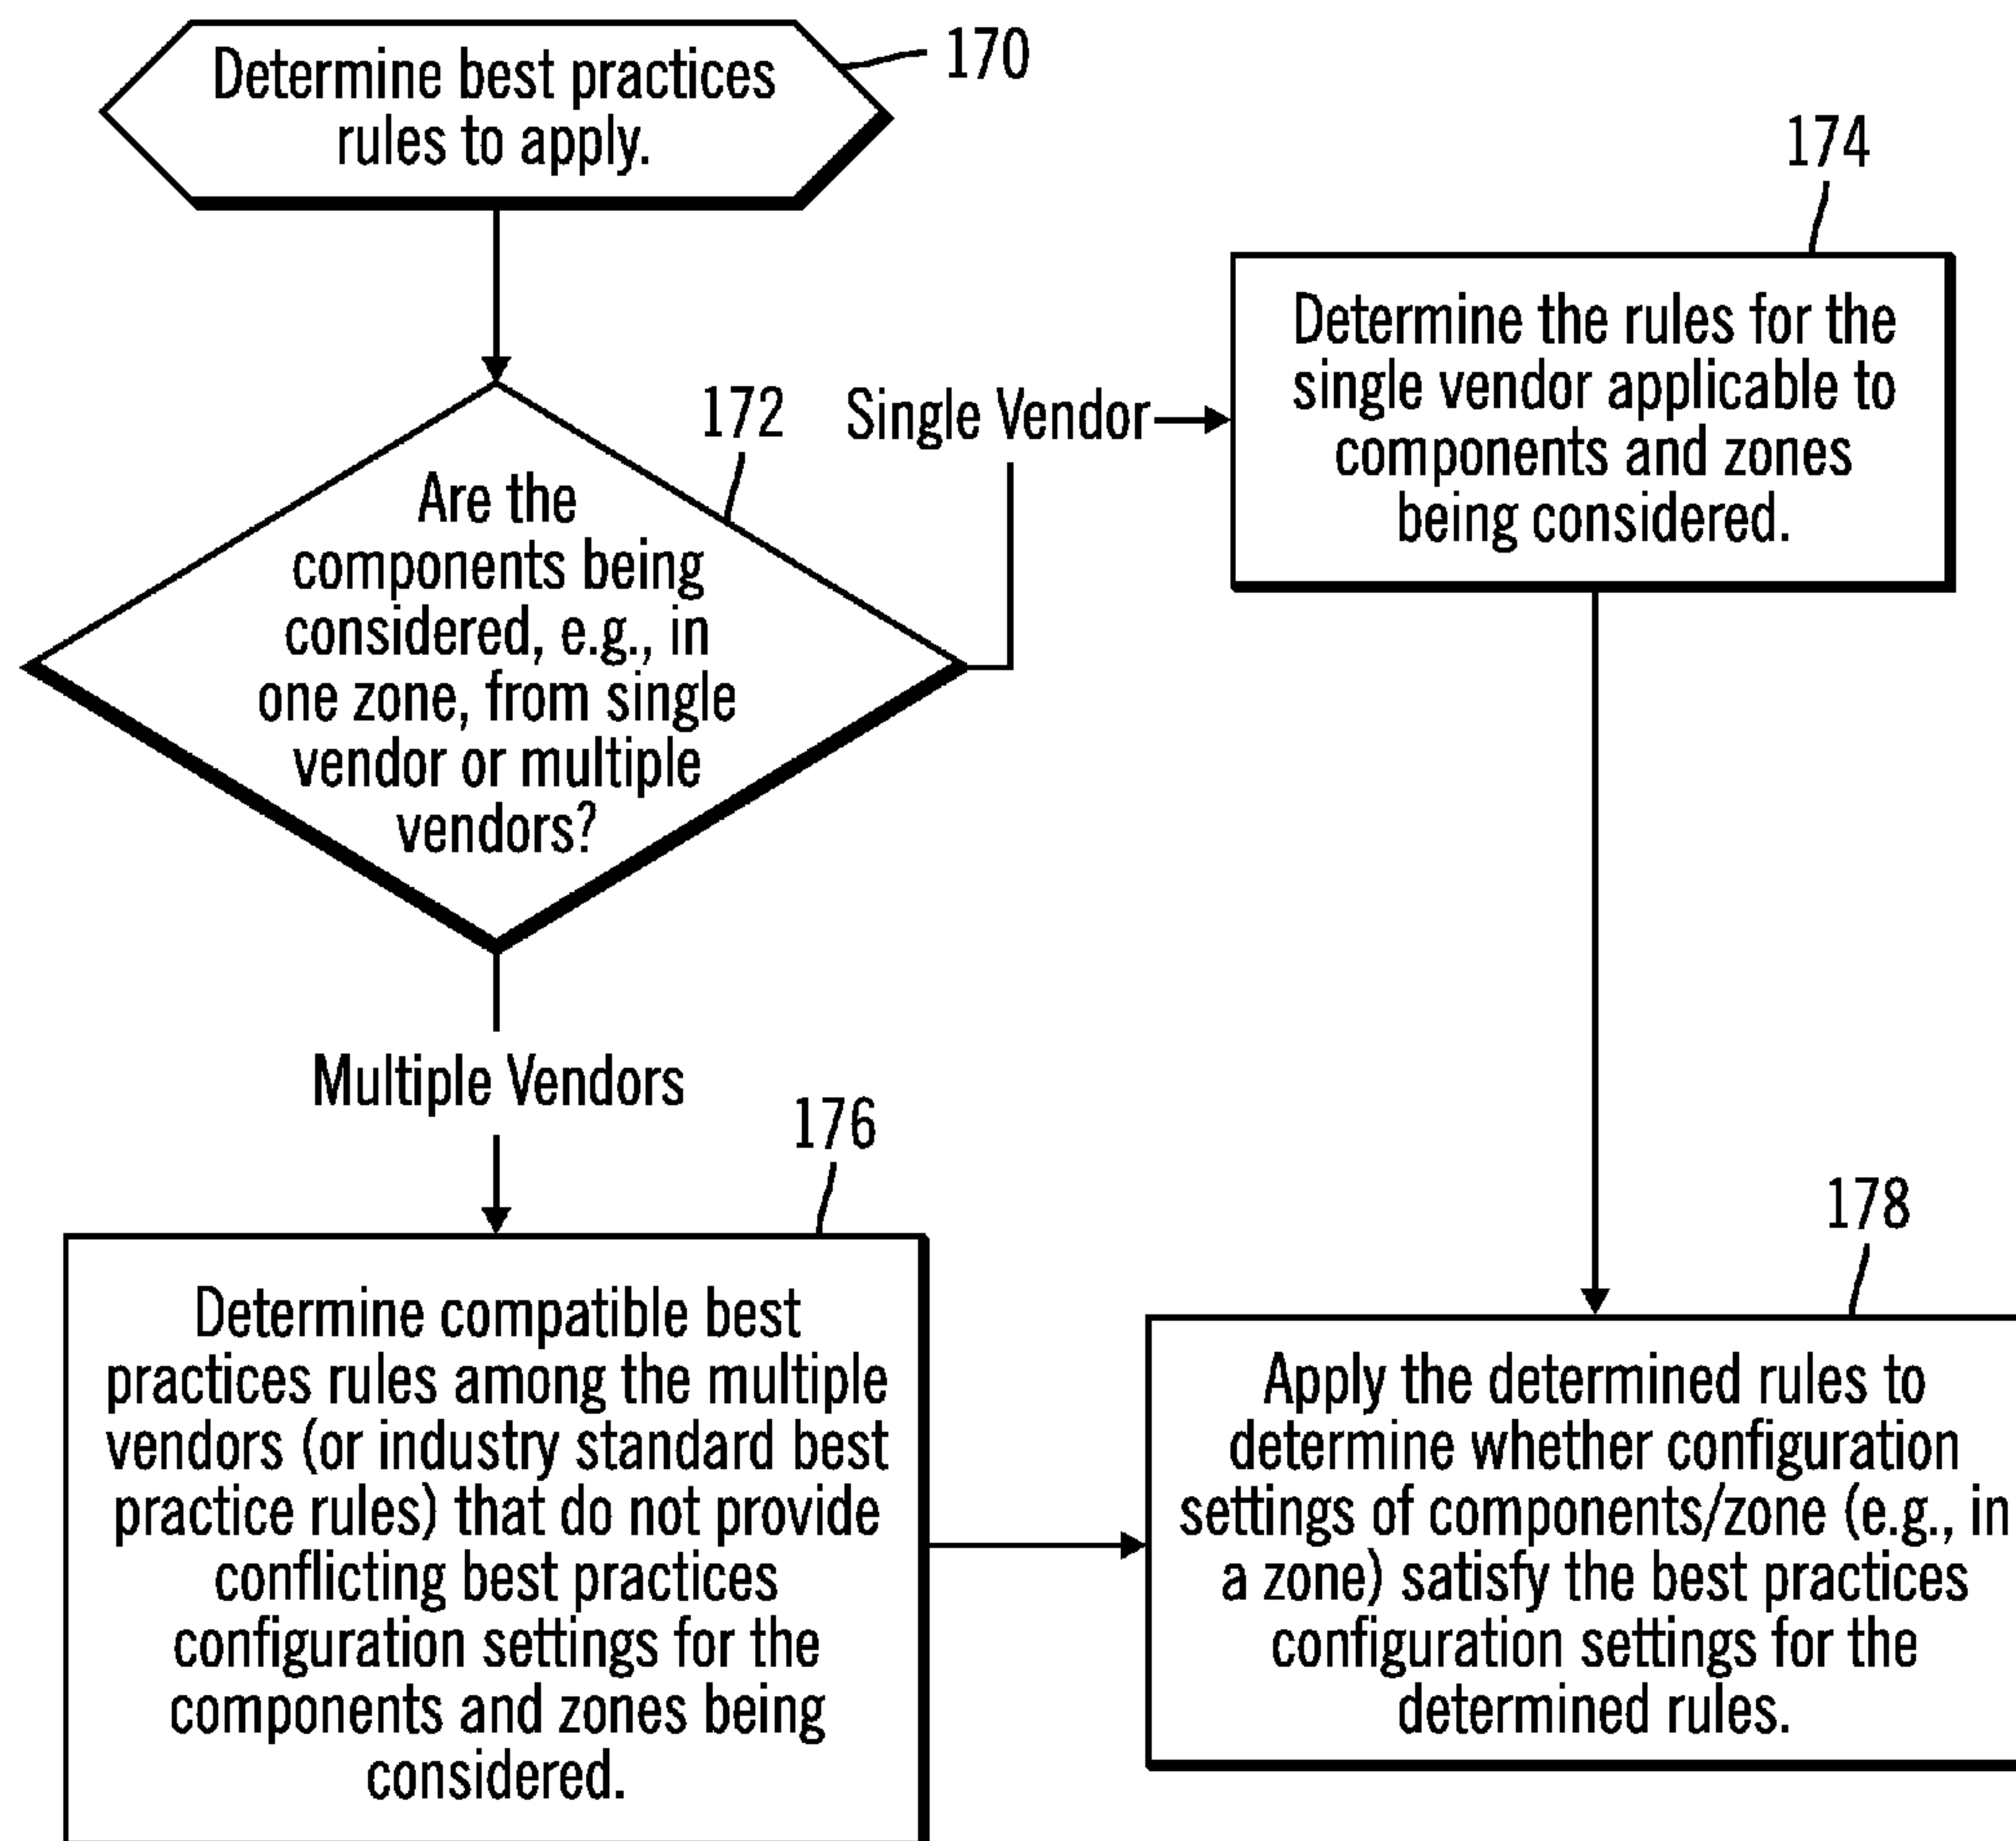 Determine best practices
rules to apply.
170
172
Are the
components being
considered, e.g., in
one zone, from single
vendor or multiple
vendors?
Single Vendor
174
Determine the rules for the
single vendor applicable to
components and zones
being considered.
Multiple Vendors
176
Determine compatible best
practices rules among the multiple
vendors (or industry standard best
practice rules) that do not provide
conflicting best practices
configuration settings for the
components and zones being
considered.
178
Apply the determined rules to
determine whether configuration
settings of components/zone (e.g., in
a zone) satisfy the best practices
configuration settings for the
determined rules.